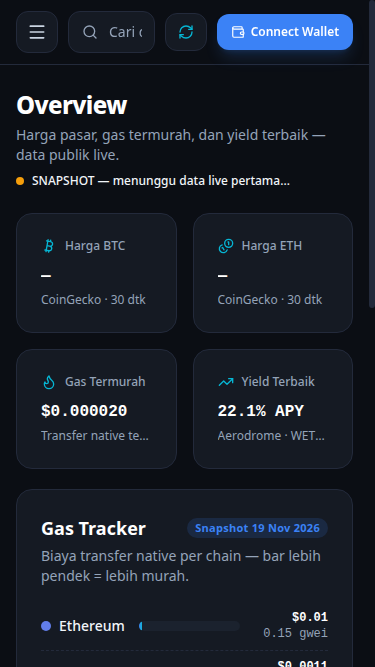 Cari c
Connect Wallet
Overview
Harga pasar, gas termurah, dan yield terbaik —
data publik live.
SNAPSHOT — menunggu data live pertama...
Harga BTC
—
CoinGecko · 30 dtk
Harga ETH
—
CoinGecko · 30 dtk
Gas Termurah
$0.000020
Transfer native te...
Yield Terbaik
22.1% APY
Aerodrome · WET...
Gas Tracker
Snapshot 19 Nov 2026
Biaya transfer native per chain — bar lebih
pendek = lebih murah.
Ethereum
$0.01
0.15 gwei
$0.0011